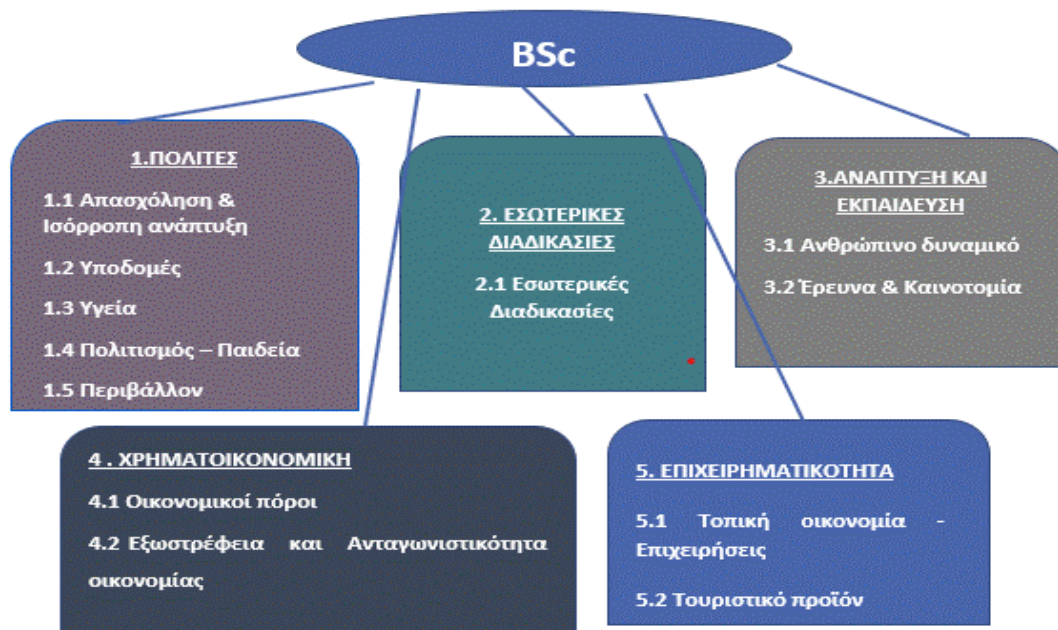 BSc
1.ΠΟΛΙΤΕΣ
1.1 Απασχόληση &
Ισόρροπη ανάπτυξη
1.2 Υποδομές
1.3 Υγεία
1.4 Πολιτισμός – Παιδεία
1.5 Περιβάλλον
2. ΕΣΩΤΕΡΙΚΕΣ
ΔΙΑΔΙΚΑΣΙΕΣ
2.1 Εσωτερικές
Διαδικασίες
3.ΑΝΑΠΤΥΞΗ ΚΑΙ
ΕΚΠΑΙΔΕΥΣΗ
3.1 Ανθρώπινο δυναμικό
3.2 Έρευνα & Καινοτομία
4 . ΧΡΗΜΑΤΟΙΚΟΝΟΜΙΚΗ
4.1 Οικονομικοί πόροι
4.2 Εξωστρέφεια και Ανταγωνιστικότητα
οικονομίας
5. ΕΠΙΧΕΙΡΗΜΑΤΙΚΟΤΗΤΑ
5.1 Τοπική οικονομία -
Επιχειρήσεις
5.2 Τουριστικό προϊόν